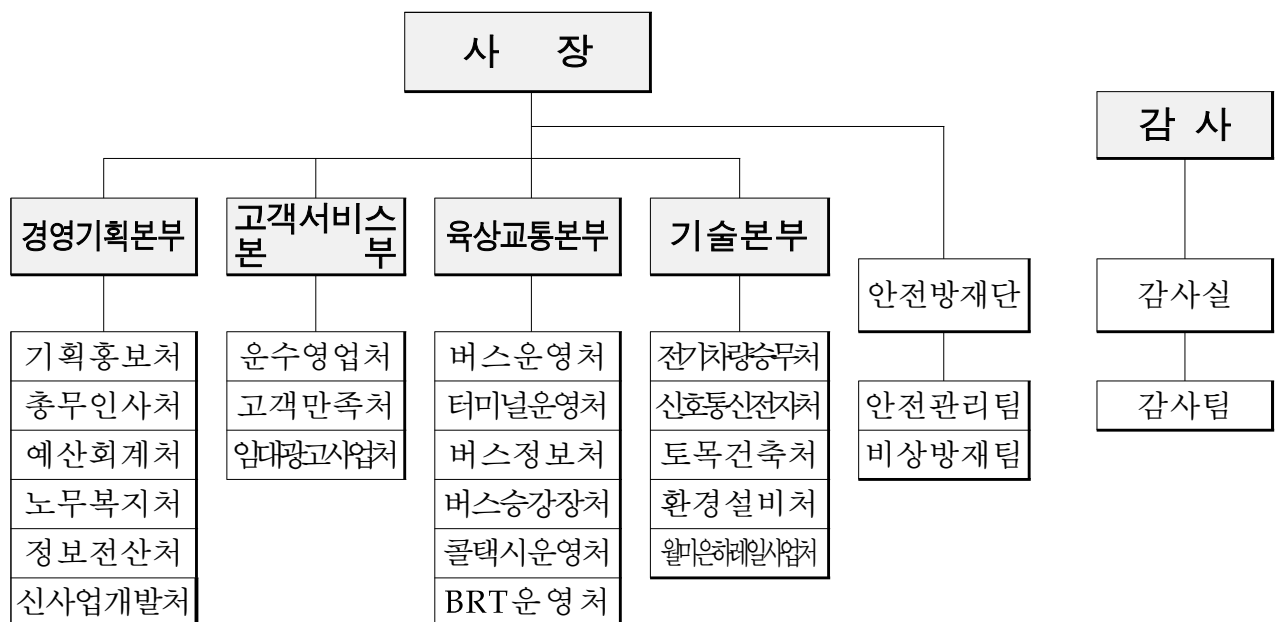 사 장
감 사
경영기획본부
고객서비스
본 부
육상교통본부
기술본부
안전방재단
감사실
기획홍보처
총무인사처
예산회계처
노무복지처
정보전산처
신사업개발처
운수영업처
고객만족처
임대광고사업처
버스운영처
터미널운영처
버스정보처
버스승강장처
콜택시운영처
BRT운영처
전기차량승무처
신호통신전자처
토목건축처
환경설비처
월미은하레일사업처
안전관리팀
비상방재팀
감사팀